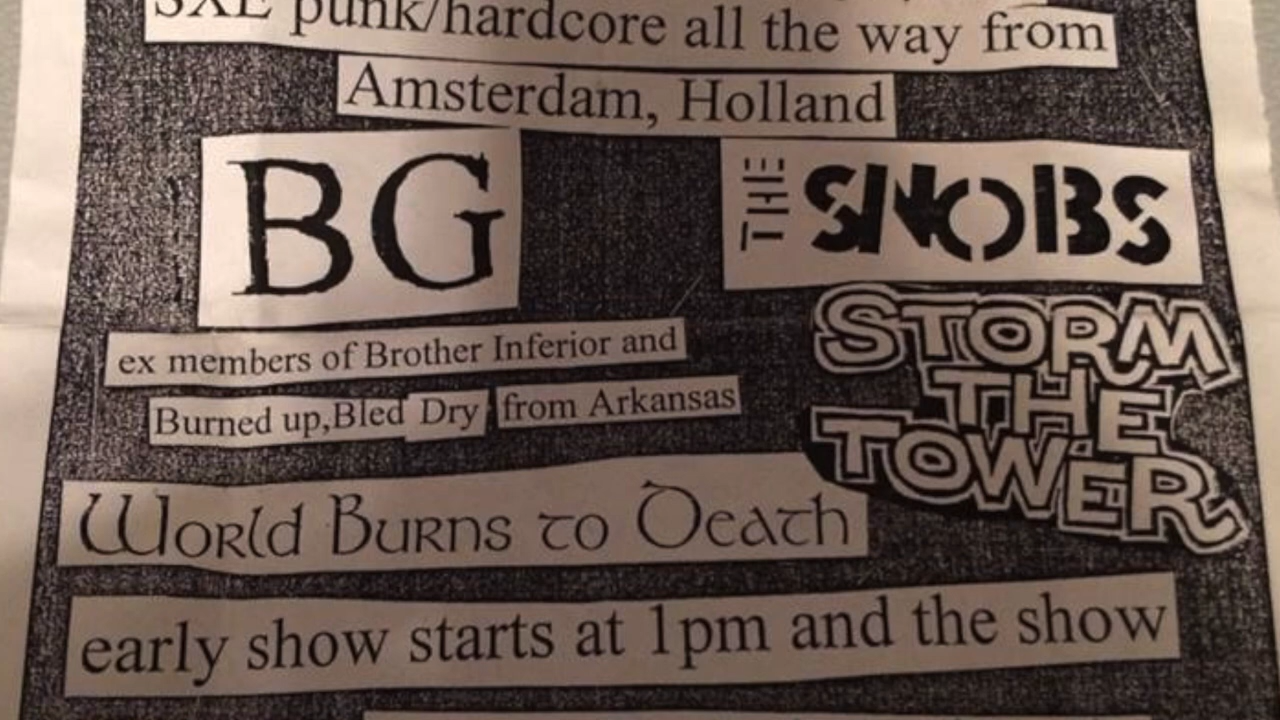 SXE punk/hardcore all the way from
Amsterdam, Holland
BG
THE SNOBS
ex members of Brother Inferior and
Burned up,Bled Dry from Arkansas
STORM
THE
TOWER
World Burns to Death
early show starts at 1pm and the show